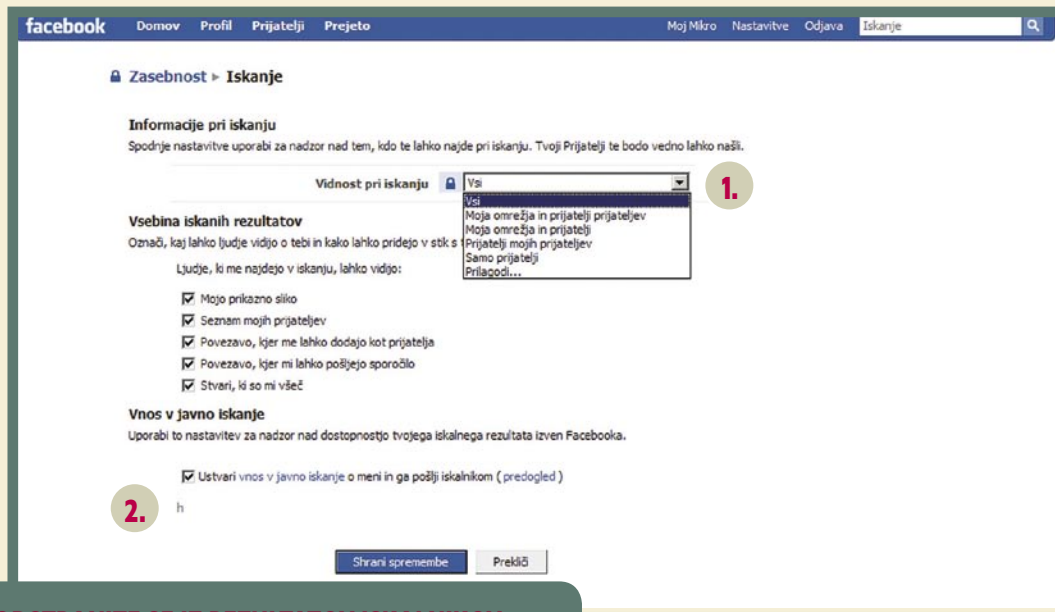 facebook Domov Profil Prijatelji Prejeto Moj Mikro Nastavitve Odjava Iskanje
Zasebnost ▸ Iskanje
Informacije pri iskanju
Spodnje nastavitve uporabi za nadzor nad tem, kdo te lahko najde pri iskanju. Tvoji Prijatelji te bodo vedno lahko našli.
Vidnost pri iskanju Vsi
1.
Vsi
Moja omrežja in prijatelji prijateljev
Moja omrežja in prijatelji
Prijatelji mojih prijateljev
Samo prijatelji
Prilagodi...
Vsebina iskanih rezultatov
Označi, kaj lahko ljudje vidijo o tebi in kako lahko pridejo v stik s
Ljudje, ki me najdejo v iskanju, lahko vidijo:
Mojo prikazno sliko
Seznam mojih prijateljev
Povezavo, kjer me lahko dodajo kot prijatelja
Povezavo, kjer mi lahko pošljejo sporočilo
Stvari, ki so mi všeč
Vnos v javno iskanje
Uporabi to nastavitev za nadzor nad dostopnostjo tvojega iskalnega rezultata izven Facebooka.
Ustvari vnos v javno iskanje o meni in ga pošlji iskalnikom ( predogled )
2.
h
Shrani spremembe Prekliči